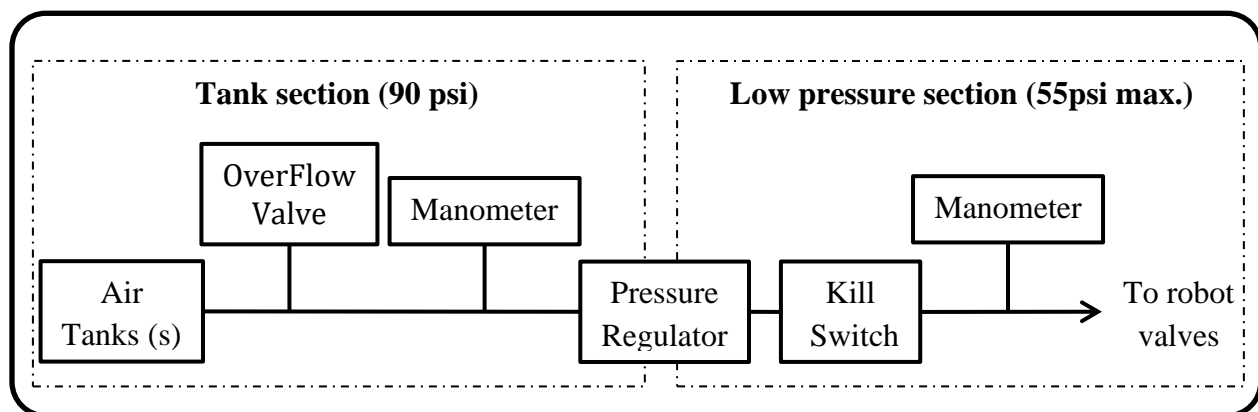 Tank section (90 psi)
Low pressure section (55psi max.)
OverFlow
Valve
Manometer
Manometer
Air
Tanks (s)
Pressure
Regulator
Kill
Switch
To robot
valves